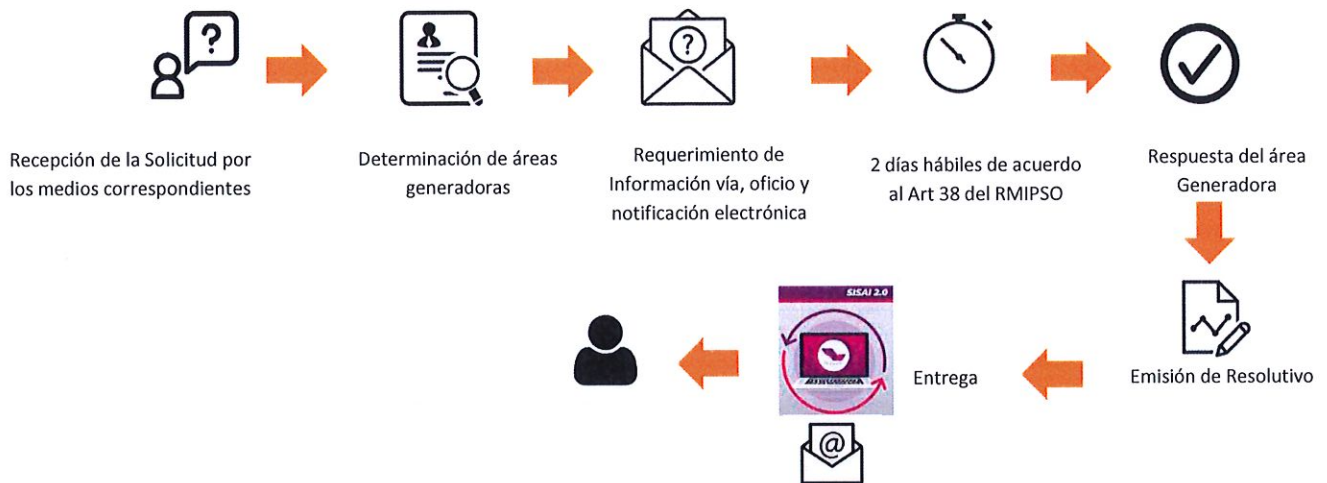 ?
?
Recepción de la Solicitud por
los medios correspondientes
Determinación de áreas
generadoras
Requerimiento de
Información vía, oficio y
notificación electrónica
2 días hábiles de acuerdo
al Art 38 del RMIPSO
Respuesta del área
Generadora
SISAI 2.0
Entrega
Emisión de Resolutivo
@